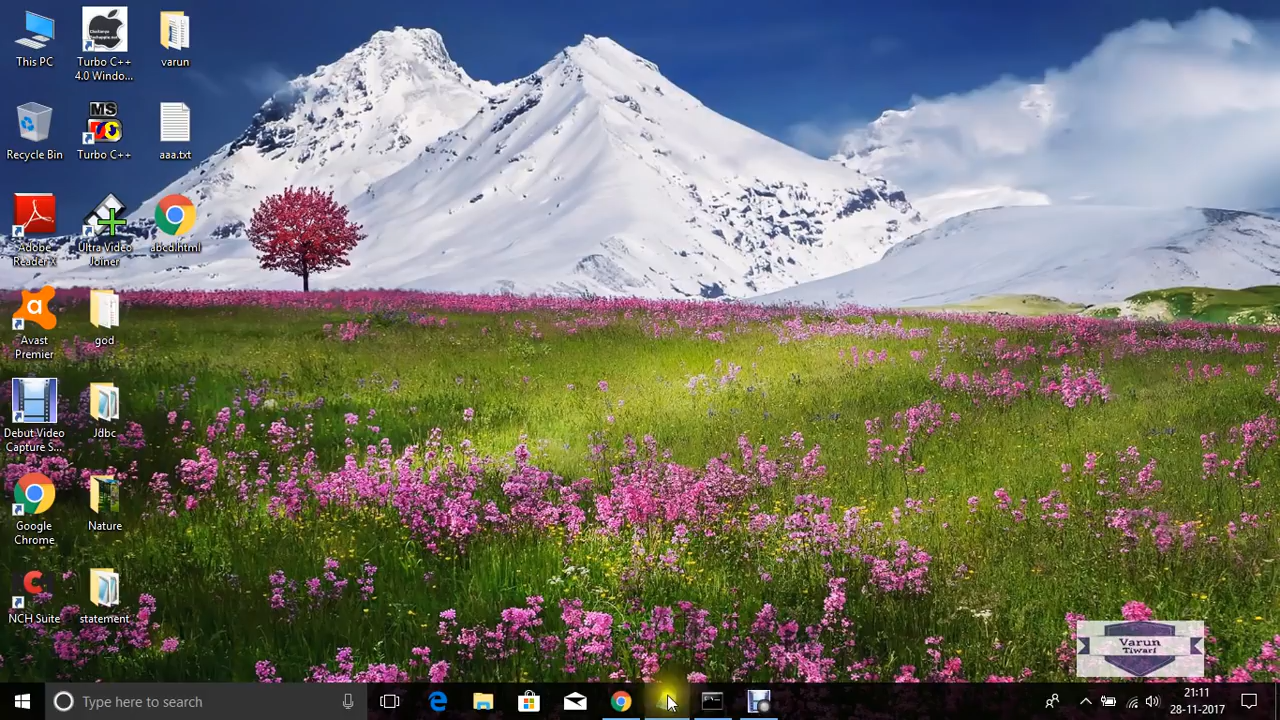 This PC
Turbo C++
4.0 Windo...
varun
Recycle Bin
MS
Turbo C++
aaa.txt
Adobe
Reader X
Ultra Video
Joiner
abcd.html
a
Avast
Premier
god
Debut Video
Capture S...
Jdbc
Google
Chrome
Nature
NCH Suite
statement
Varun
Tiwari
Type here to search
21:11
28-11-2017